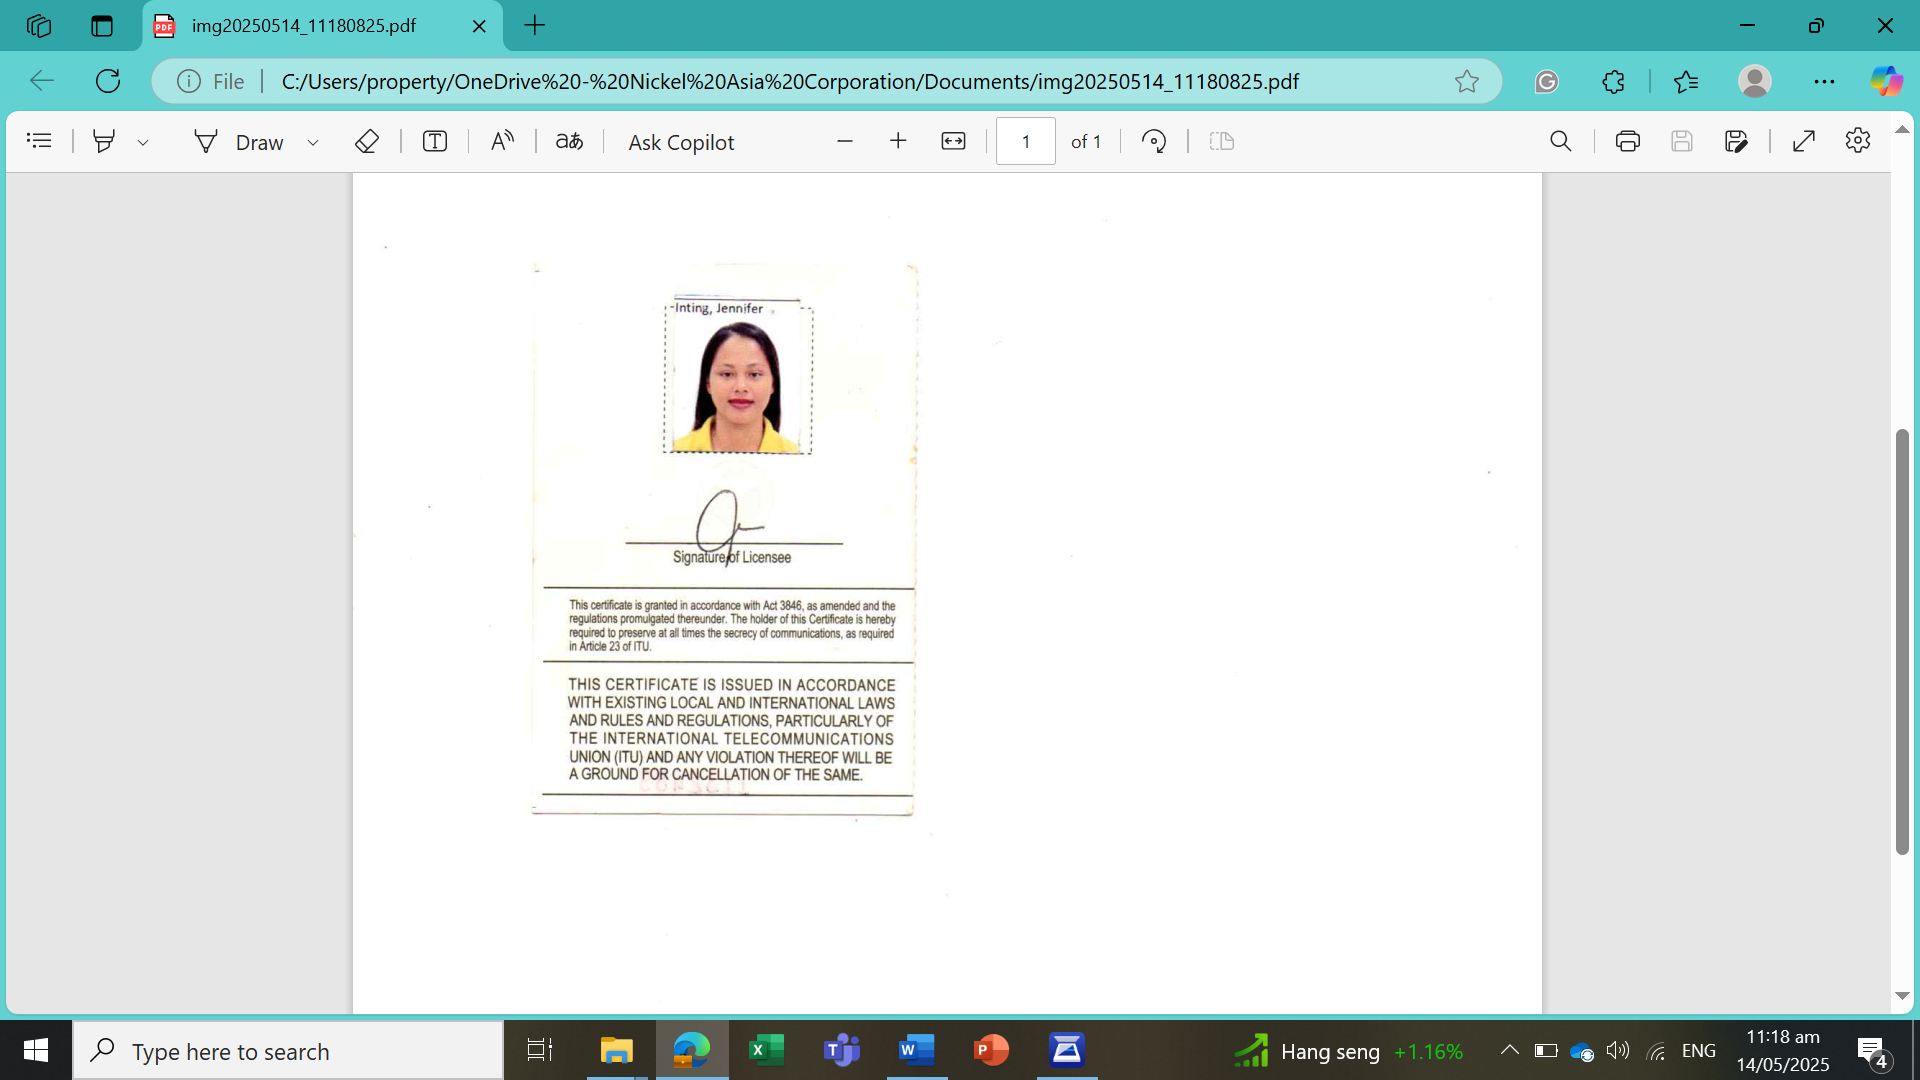 img20250514_11180825.pdf
File
C:/Users/property/OneDrive%20-%20Nickel%20Asia%20Corporation/Documents/img20250514_11180825.pdf
Draw
Ask Copilot
1 of 1
Inting, Jennifer
Signature of Licensee
This certificate is granted in accordance with Act 3846, as amended and the
regulations promulgated thereunder. The holder of this Certificate is hereby
required to preserve at all times the secrecy of communications, as required
in Article 23 of ITU.
THIS CERTIFICATE IS ISSUED IN ACCORDANCE
WITH EXISTING LOCAL AND INTERNATIONAL LAWS
AND RULES AND REGULATIONS, PARTICULARLY OF
THE INTERNATIONAL TELECOMMUNICATIONS
UNION (ITU) AND ANY VIOLATION THEREOF WILL BE
A GROUND FOR CANCELLATION OF THE SAME.
Type here to search
Hang seng +1.16%
ENG
11:18 am
14/05/2025
4